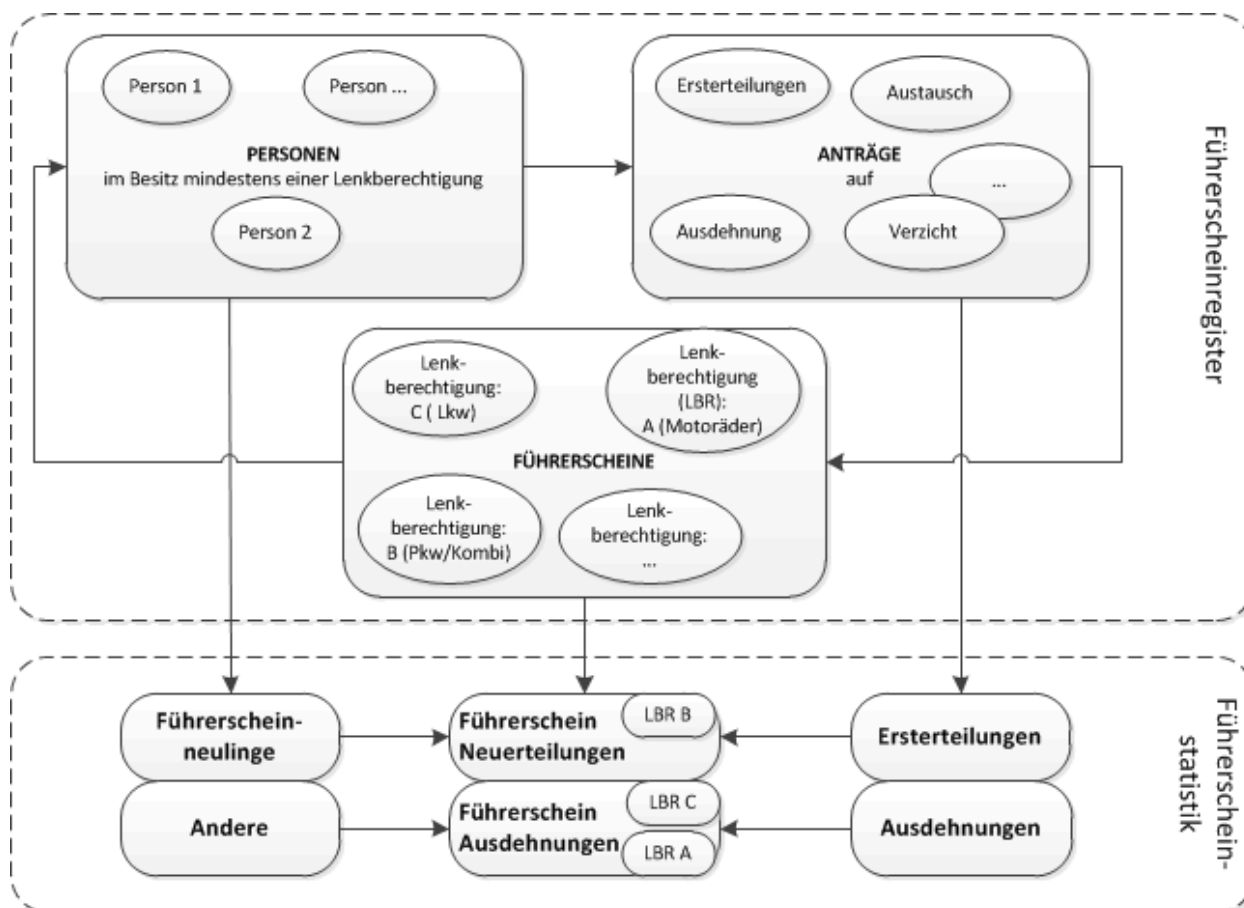 Person 1
Person ...
PERSONEN
im Besitz mindestens einer Lenkberechtigung
Person 2
Ersterteilungen
Austausch
ANTRÄGE
auf
...
Ausdehnung
Verzicht
Führerscheinregister
Lenk-
berechtigung:
C ( Lkw)
Lenk-
berechtigung
(LBR):
A (Motoräder)
FÜHRERSCHEINE
Lenk-
berechtigung:
B (Pkw/Kombi)
Lenk-
berechtigung:
...
Führerschein-
neulinge
Führerschein
Neuerteilungen
LBR B
Ersterteilungen
Andere
Führerschein
Ausdehnungen
LBR C
LBR A
Ausdehnungen
Führerschein-
statistik